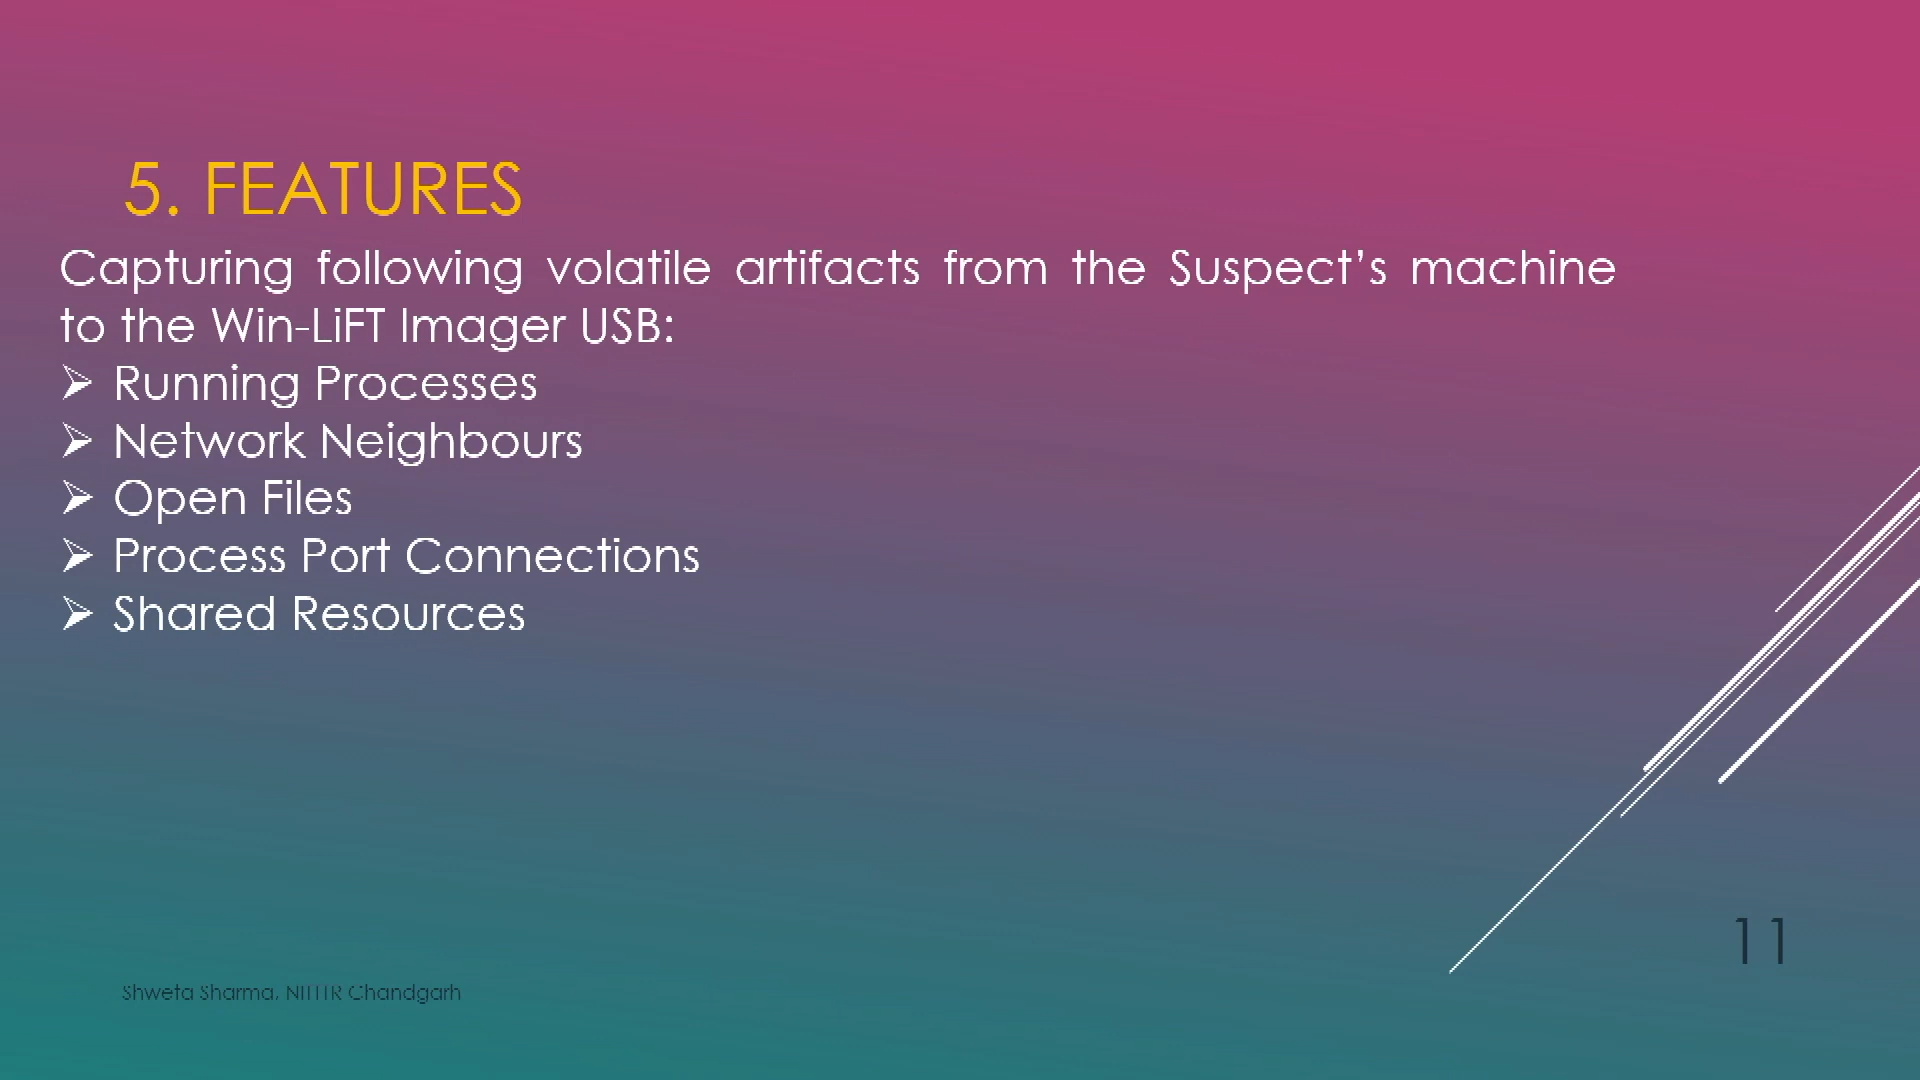 5. FEATURES
Capturing following volatile artifacts from the Suspect’s machine
to the Win-LiFT Imager USB:
➢ Running Processes
➢ Network Neighbours
➢ Open Files
➢ Process Port Connections
➢ Shared Resources
11
Shweta Sharma, NITTTR Chandgarh